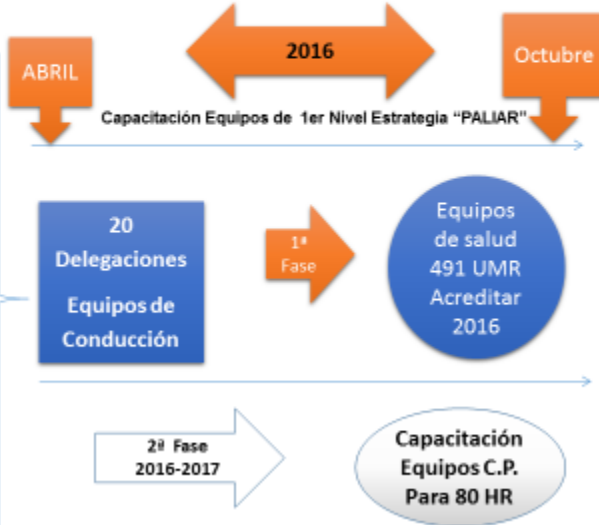 2016
ABRIL
Octubre
Capacitación Equipos de 1er Nivel Estrategia “PALIAR”
20
Delegaciones
Equipos de
Conducción
1ª
Fase
Equipos
de salud
491 UMR
Acreditar
2016
2ª Fase
2016-2017
Capacitación
Equipos C.P.
Para 80 HR